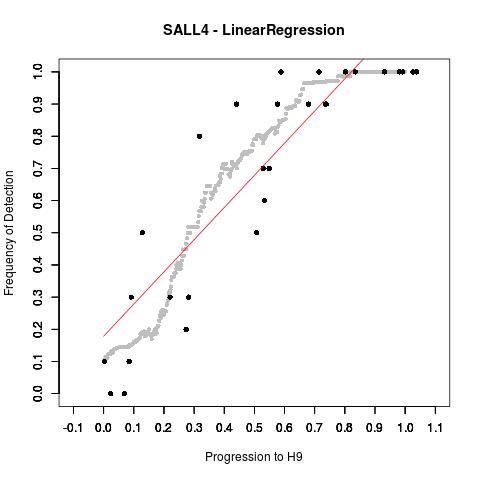 SALL4 - LinearRegression
Frequency of Detection
1.0
0.9
0.8
0.7
0.6
0.5
0.4
0.3
0.2
0.1
0.0
-0.1 0.0 0.1 0.2 0.3 0.4 0.5 0.6 0.7 0.8 0.9 1.0 1.1
Progression to H9